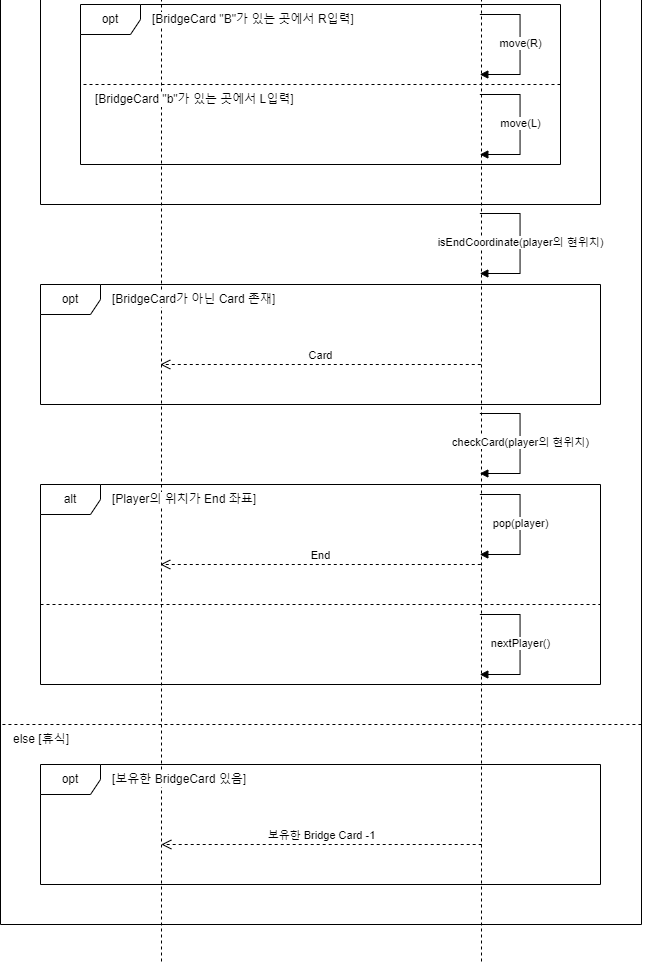 opt
[BridgeCard "B"가 있는 곳에서 R입력]
move(R)
[BridgeCard "b"가 있는 곳에서 L입력]
move(L)
isEndCoordinate(player의 현위치)
opt
[BridgeCard가 아닌 Card 존재]
Card
checkCard(player의 현위치)
alt
[Player의 위치가 End 좌표]
pop(player)
End
nextPlayer()
else [휴식]
opt
[보유한 BridgeCard 있음]
보유한 Bridge Card -1